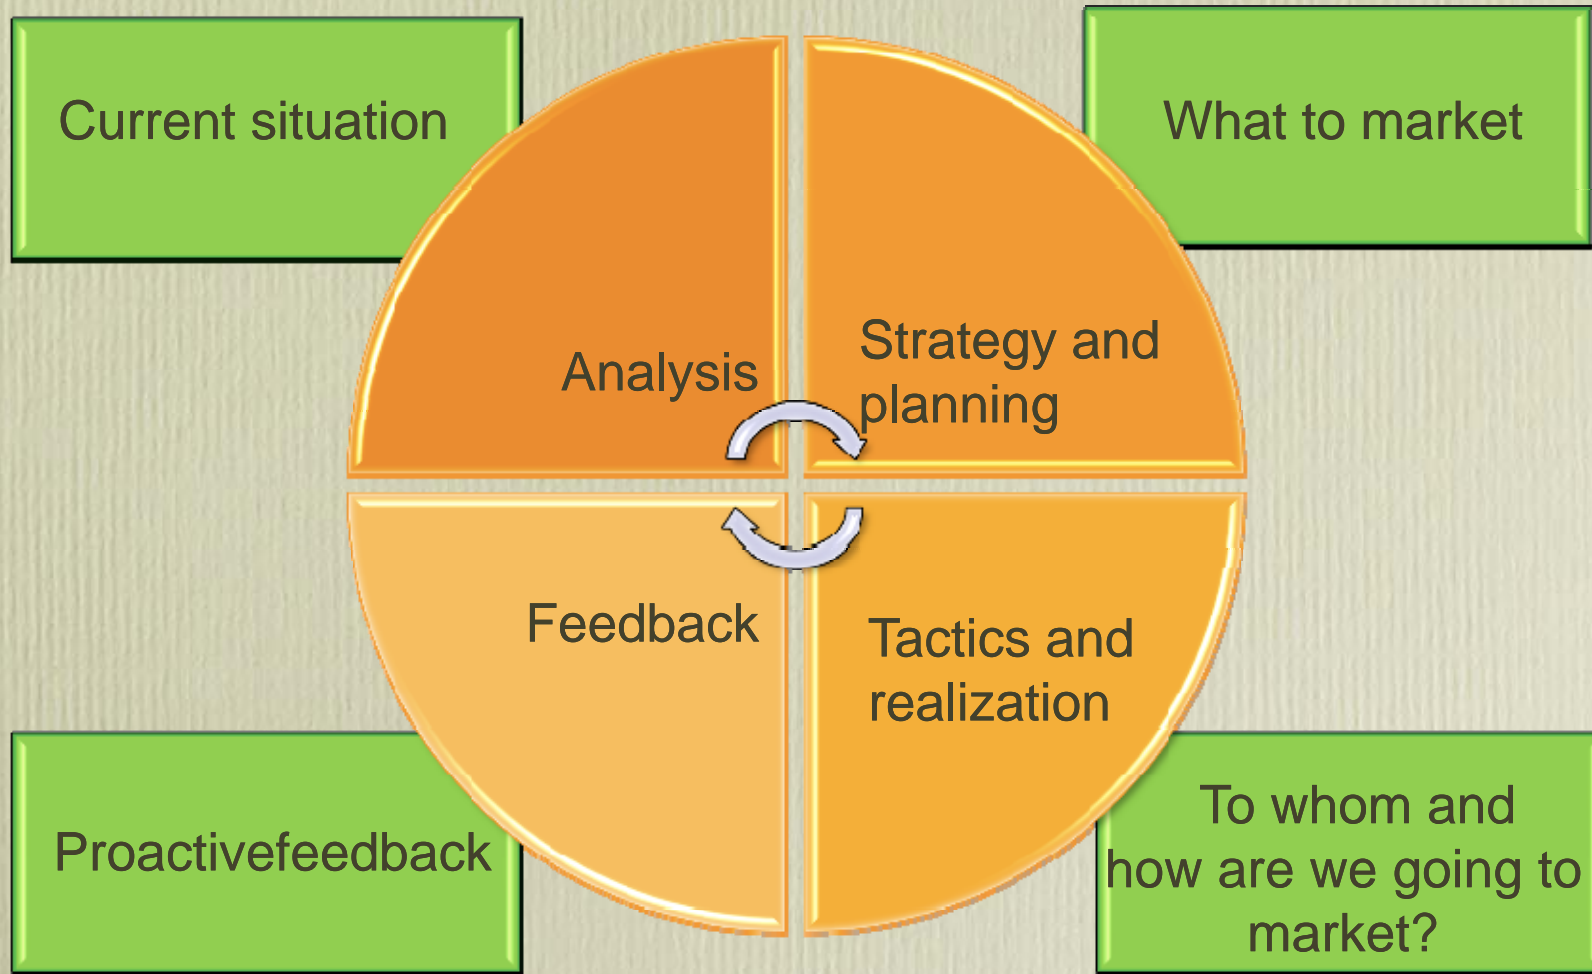 Current situation
What to market
Analysis
Strategy and
planning
Feedback
Tactics and
realization
Proactivefeedback
To whom and
how are we going to
market?